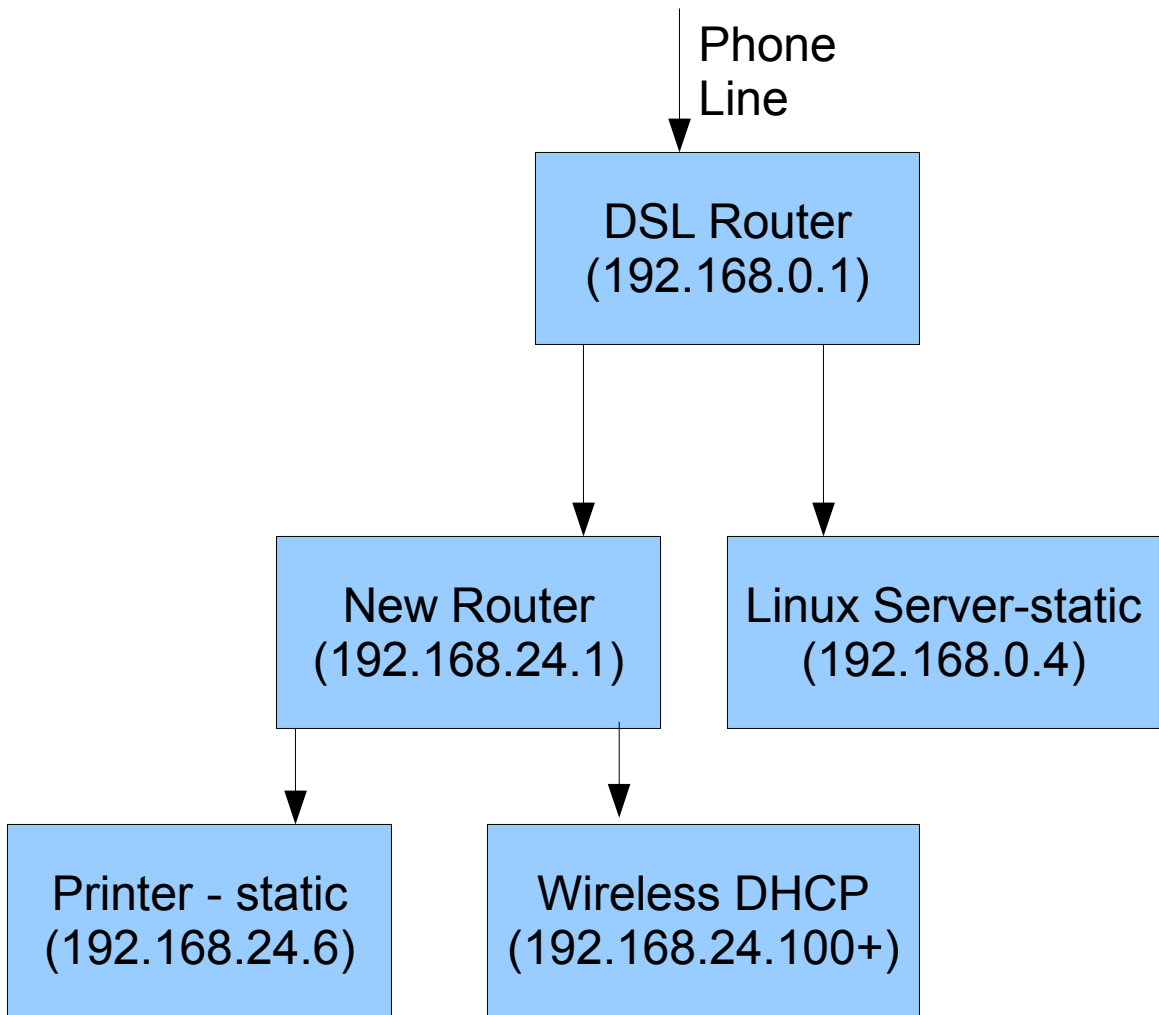 Phone
Line
DSL Router
(192.168.0.1)
New Router
(192.168.24.1)
Linux Server-static
(192.168.0.4)
Printer - static
(192.168.24.6)
Wireless DHCP
(192.168.24.100+)